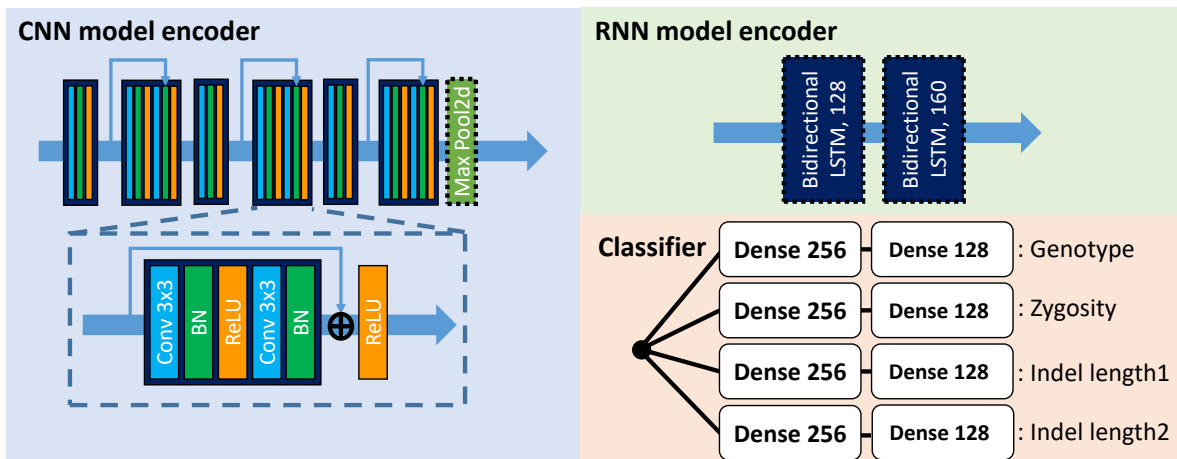 CNN model encoder
Max Pool2d
Conv 3x3
BN
ReLU
Conv 3x3
BN
ReLU
RNN model encoder
Bidirectional
LSTM, 128
Bidirectional
LSTM, 160
Classifier
Dense 256 Dense 128 : Genotype
Dense 256 Dense 128 : Zygosity
Dense 256 Dense 128 : Indel length1
Dense 256 Dense 128 : Indel length2